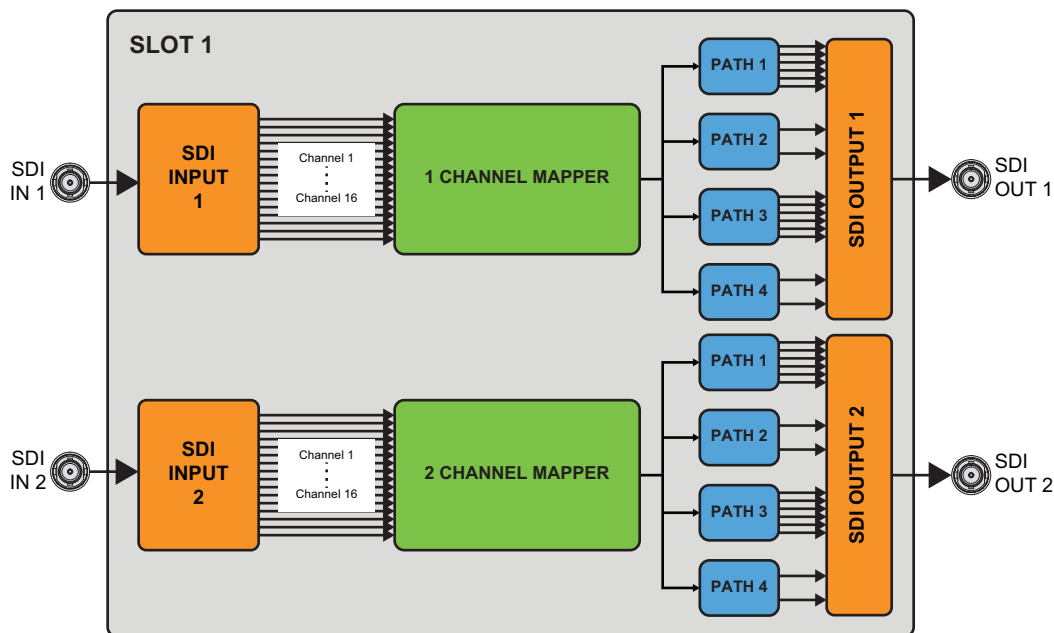 SLOT 1
SDI
IN 1
SDI
INPUT
1
Channel 1
Channel 16
1 CHANNEL MAPPER
PATH 1
PATH 2
PATH 3
PATH 4
SDI OUTPUT 1
SDI
OUT 1
SDI
IN 2
SDI
INPUT
2
Channel 1
Channel 16
2 CHANNEL MAPPER
PATH 1
PATH 2
PATH 3
PATH 4
SDI OUTPUT 2
SDI
OUT 2